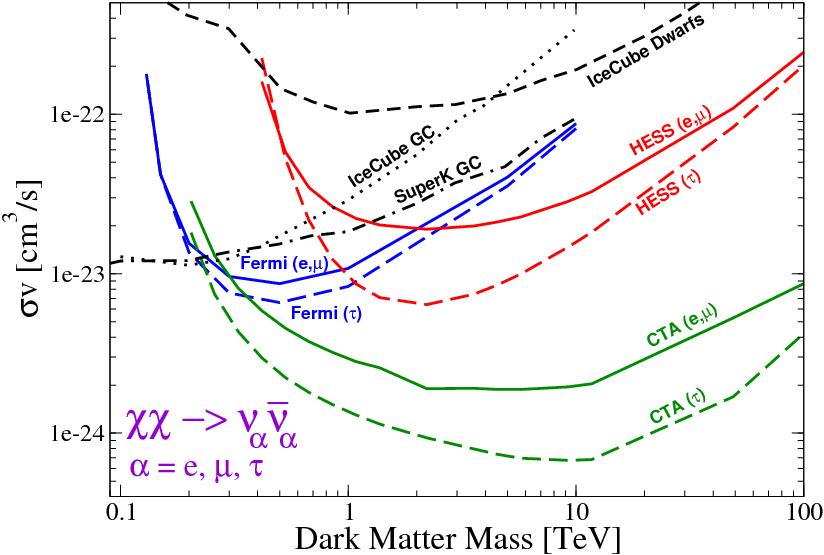 1e-22
1e-23
1e-24
σv [cm³/s]
0.1
1
10
100
Dark Matter Mass [TeV]
IceCube Dwarfs
IceCube GC
SuperK GC
HESS (e,μ)
HESS (τ)
Fermi (e,μ)
Fermi (τ)
CTA (e,μ)
CTA (τ)
χχ –> ν_α ν̄_α
α = e, μ, τ